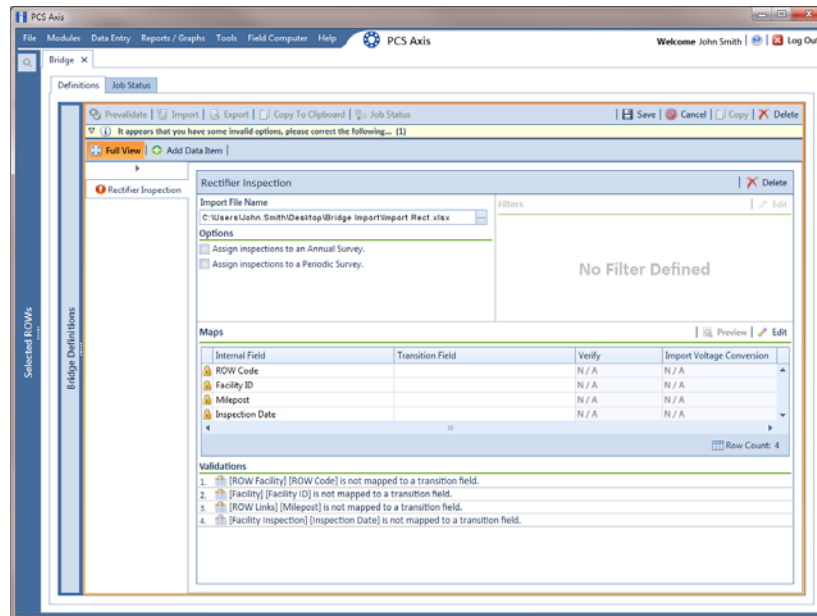 PCS Axis
File Modules Data Entry Reports / Graphs Tools Field Computer Help PCS Axis Welcome John Smith Log Out
Bridge
Definitions Job Status
Prevalidate Import Export Copy To Clipboard Job Status Save Cancel Copy Delete
It appears that you have some invalid options, please correct the following... (1)
Full View Add Data Item
Rectifier Inspection
Rectifier Inspection Delete
Import File Name Filters Edit
C:\Users\John.Smith\Desktop\Bridge Import\Import Rect.xlsx ...
Options
Assign inspections to an Annual Survey.
Assign inspections to a Periodic Survey.
No Filter Defined
Selected ROWs
Bridge Definitions
Maps Preview Edit
Internal Field Transition Field Verify Import Voltage Conversion
ROW Code N / A N / A
Facility ID N / A N / A
Milepost N / A N / A
Inspection Date N / A N / A
Row Count: 4
Validations
1. [ROW Facility] [ROW Code] is not mapped to a transition field.
2. [Facility] [Facility ID] is not mapped to a transition field.
3. [ROW Links] [Milepost] is not mapped to a transition field.
4. [Facility Inspection] [Inspection Date] is not mapped to a transition field.